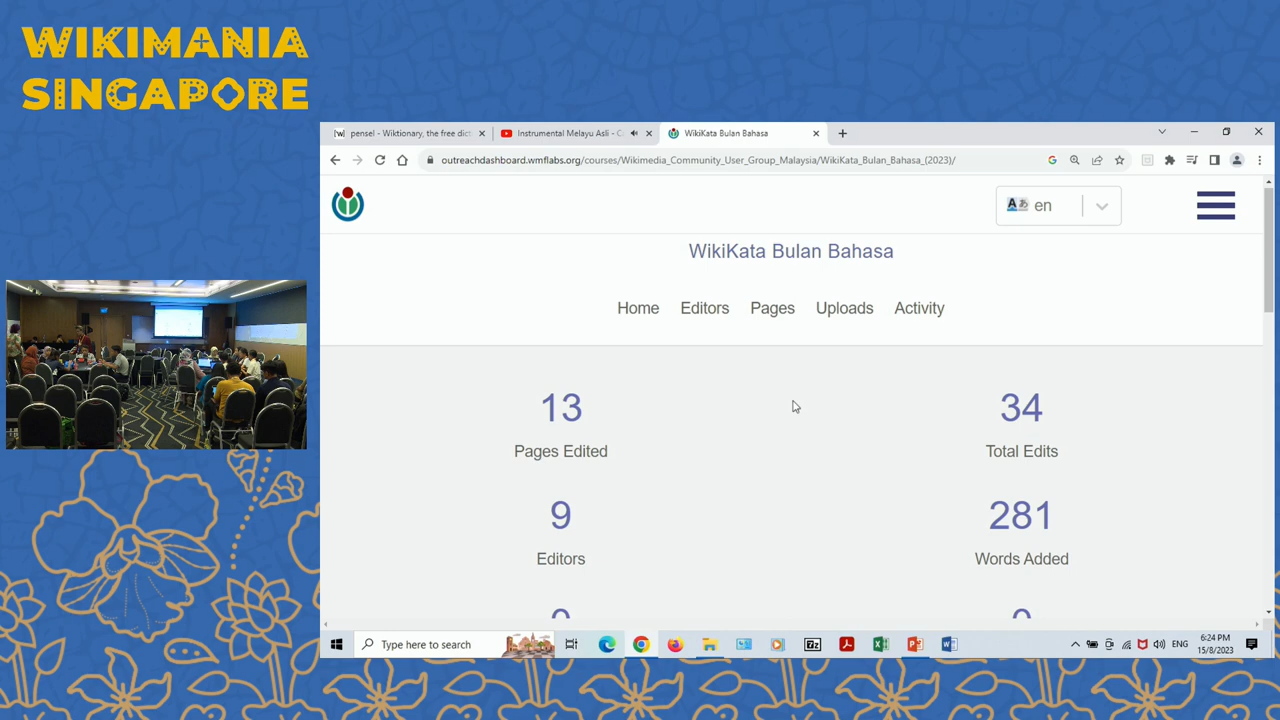 WIKIMANIA
SINGAPORE
pensel - Wiktionary, the free dict
Instrumental Melayu Asli - C
WikiKata Bulan Bahasa
outreachdashboard.wmflabs.org/courses/Wikimedia_Community_User_Group_Malaysia/WikiKata_Bulan_Bahasa_(2023)/
en
WikiKata Bulan Bahasa
Home Editors Pages Uploads Activity
13 34
Pages Edited Total Edits
9 281
Editors Words Added
Type here to search
ENG
6:24 PM
15/8/2023